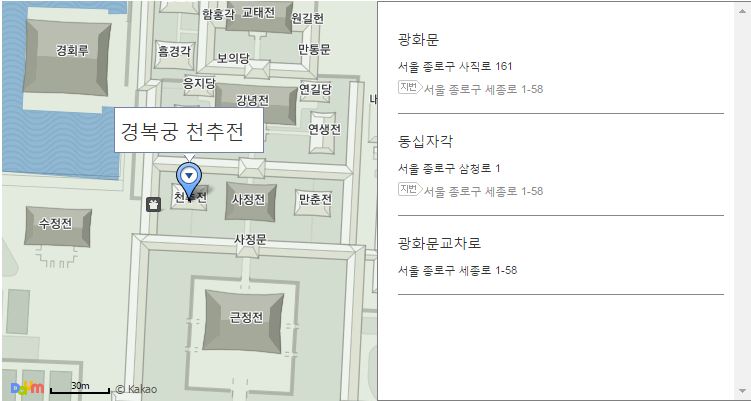 함홍각
교태전
원길헌
경회루
흠경각
보의당
만통문
응지당
강녕전
연길당
내
연생전
경복궁 천추전
천추전
사정전
만춘전
수정전
사정문
근정전
Daum
30m
© Kakao
광화문
서울 종로구 사직로 161
지번 서울 종로구 세종로 1-58
동십자각
서울 종로구 삼청로 1
지번 서울 종로구 세종로 1-58
광화문교차로
서울 종로구 세종로 1-58